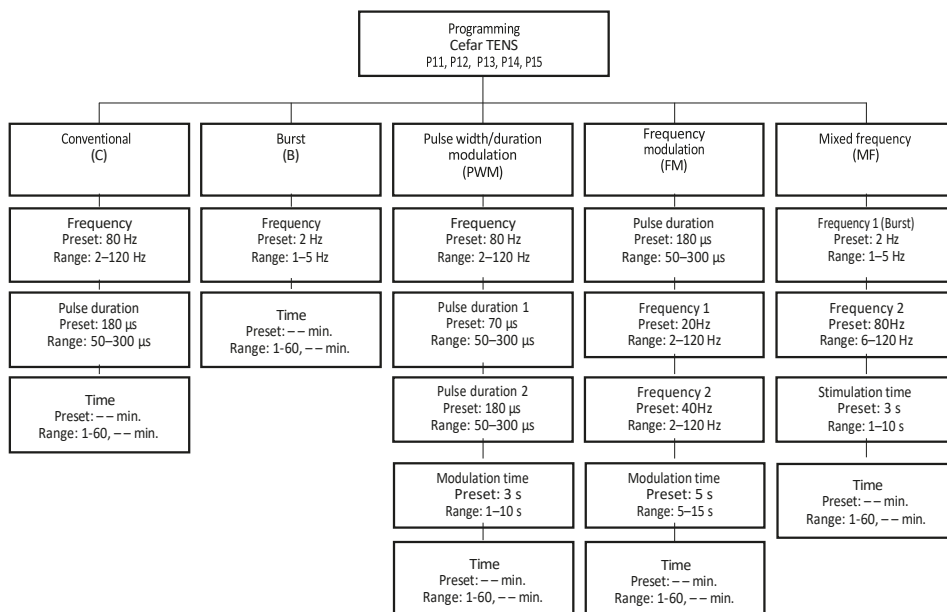 Programming
Cefar TENS
P11, P12, P13, P14, P15
Conventional
(C)
Frequency
Preset: 80 Hz
Range: 2–120 Hz
Pulse duration
Preset: 180 µs
Range: 50–300 µs
Time
Preset: – – min.
Range: 1-60, – – min.
Burst
(B)
Frequency
Preset: 2 Hz
Range: 1–5 Hz
Time
Preset: – – min.
Range: 1-60, – – min.
Pulse width/duration
modulation
(PWM)
Frequency
Preset: 80 Hz
Range: 2–120 Hz
Pulse duration 1
Preset: 70 µs
Range: 50–300 µs
Pulse duration 2
Preset: 180 µs
Range: 50–300 µs
Modulation time
Preset: 3 s
Range: 1–10 s
Time
Preset: – – min.
Range: 1-60, – – min.
Frequency
modulation
(FM)
Pulse duration
Preset: 180 µs
Range: 50–300 µs
Frequency 1
Preset: 20Hz
Range: 2–120 Hz
Frequency 2
Preset: 40Hz
Range: 2–120 Hz
Modulation time
Preset: 5 s
Range: 5–15 s
Time
Preset: – – min.
Range: 1-60, – – min.
Mixed frequency
(MF)
Frequency 1 (Burst)
Preset: 2 Hz
Range: 1–5 Hz
Frequency 2
Preset: 80Hz
Range: 6–120 Hz
Stimulation time
Preset: 3 s
Range: 1–10 s
Time
Preset: – – min.
Range: 1-60, – – min.